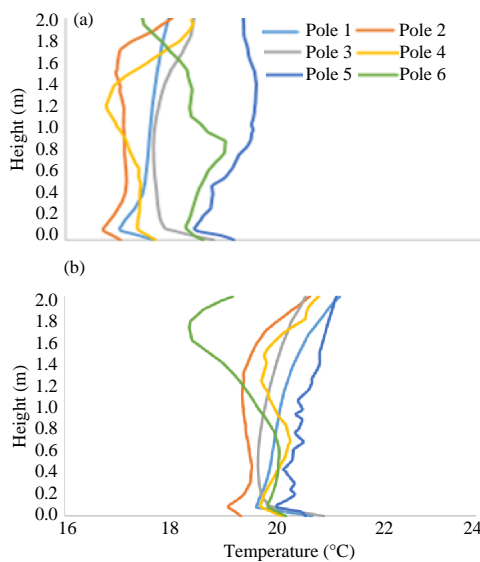 (a)
Pole 1 Pole 2
Pole 3 Pole 4
Pole 5 Pole 6
Height (m)
2.0
1.8
1.6
1.4
1.2
1.0
0.8
0.6
0.4
0.2
0.0
(b)
Height (m)
2.0
1.8
1.6
1.4
1.2
1.0
0.8
0.6
0.4
0.2
0.0
16 18 20 22 24
Temperature (°C)